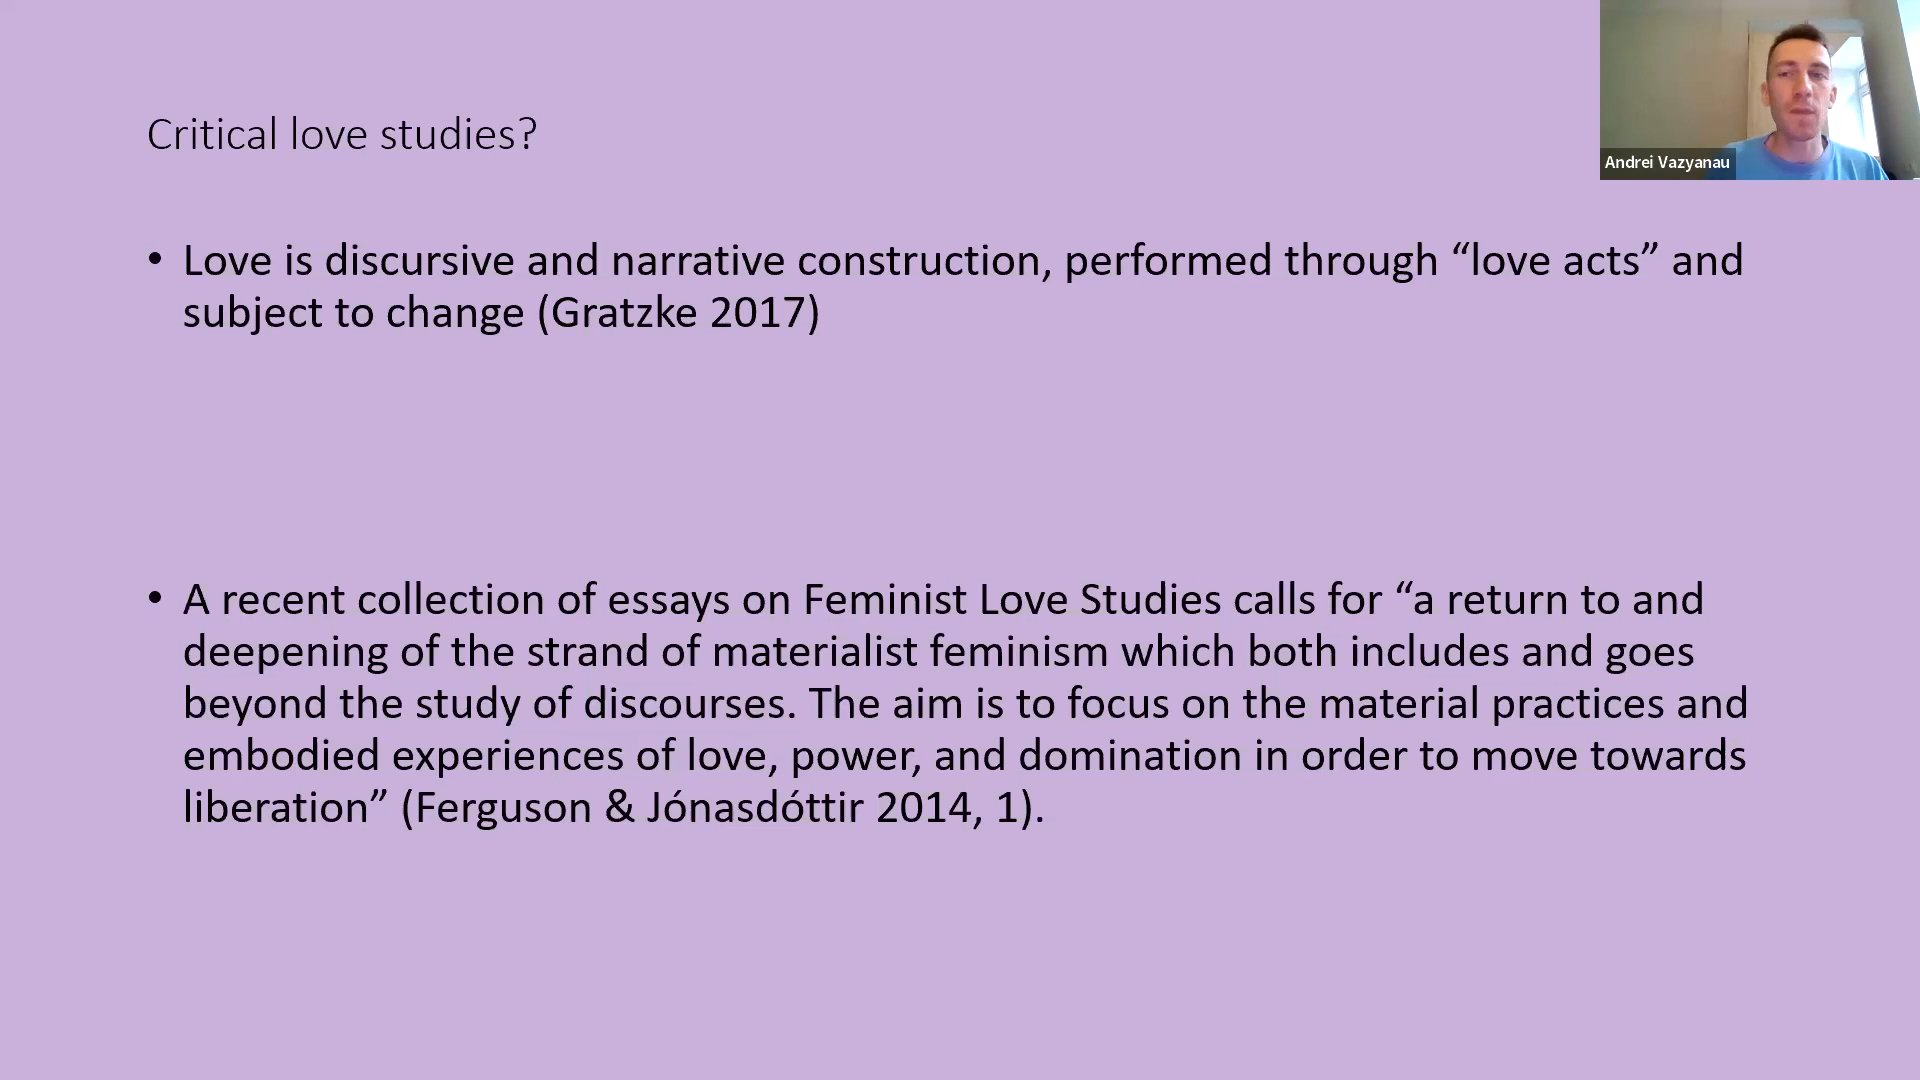 Critical love studies?
Andrei Vazyanau
• Love is discursive and narrative construction, performed through “love acts” and
subject to change (Gratzke 2017)
• A recent collection of essays on Feminist Love Studies calls for “a return to and
deepening of the strand of materialist feminism which both includes and goes
beyond the study of discourses. The aim is to focus on the material practices and
embodied experiences of love, power, and domination in order to move towards
liberation” (Ferguson & Jónasdóttir 2014, 1).